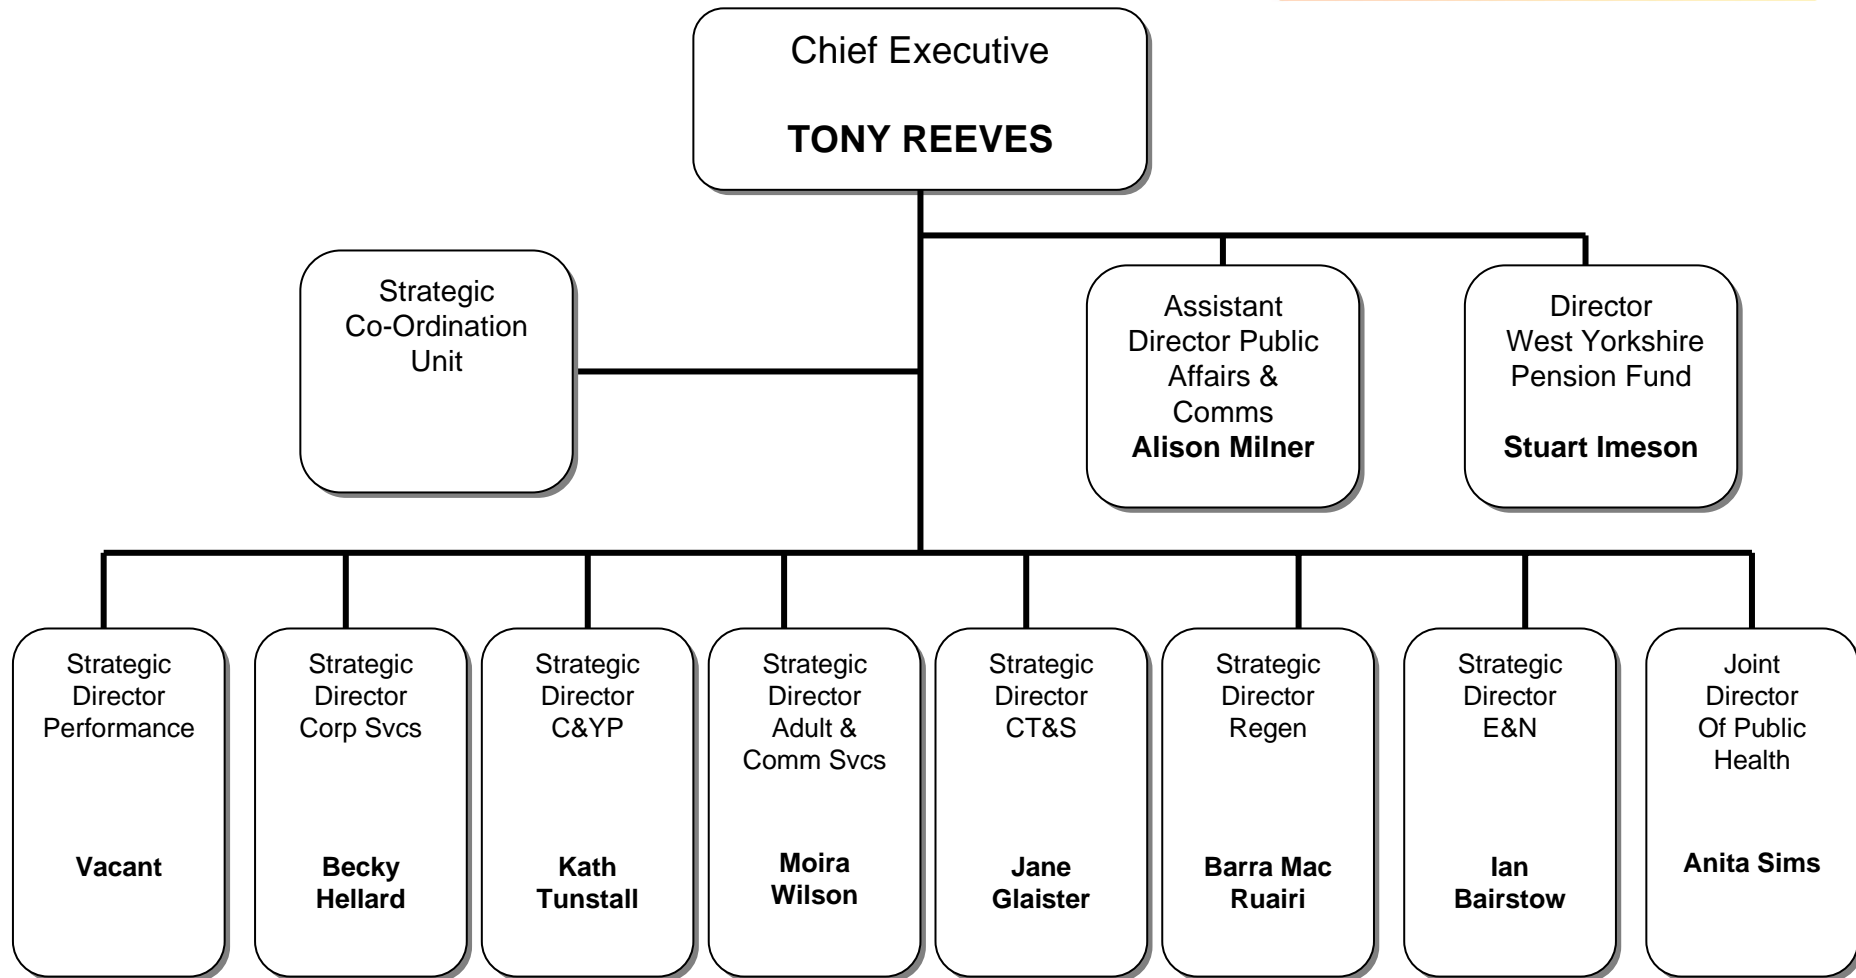 Chief Executive
TONY REEVES
Strategic
Co-Ordination
Unit
Assistant
Director Public
Affairs &
Comms
Alison Milner
Director
West Yorkshire
Pension Fund
Stuart Imeson
Strategic
Director
Performance
Vacant
Strategic
Director
Corp Svcs
Becky
Hellard
Strategic
Director
C&YP
Kath
Tunstall
Strategic
Director
Adult &
Comm Svcs
Moira
Wilson
Strategic
Director
CT&S
Jane
Glaister
Strategic
Director
Regen
Barra Mac
Ruairi
Strategic
Director
E&N
Ian
Bairstow
Joint
Director
Of Public
Health
Anita Sims